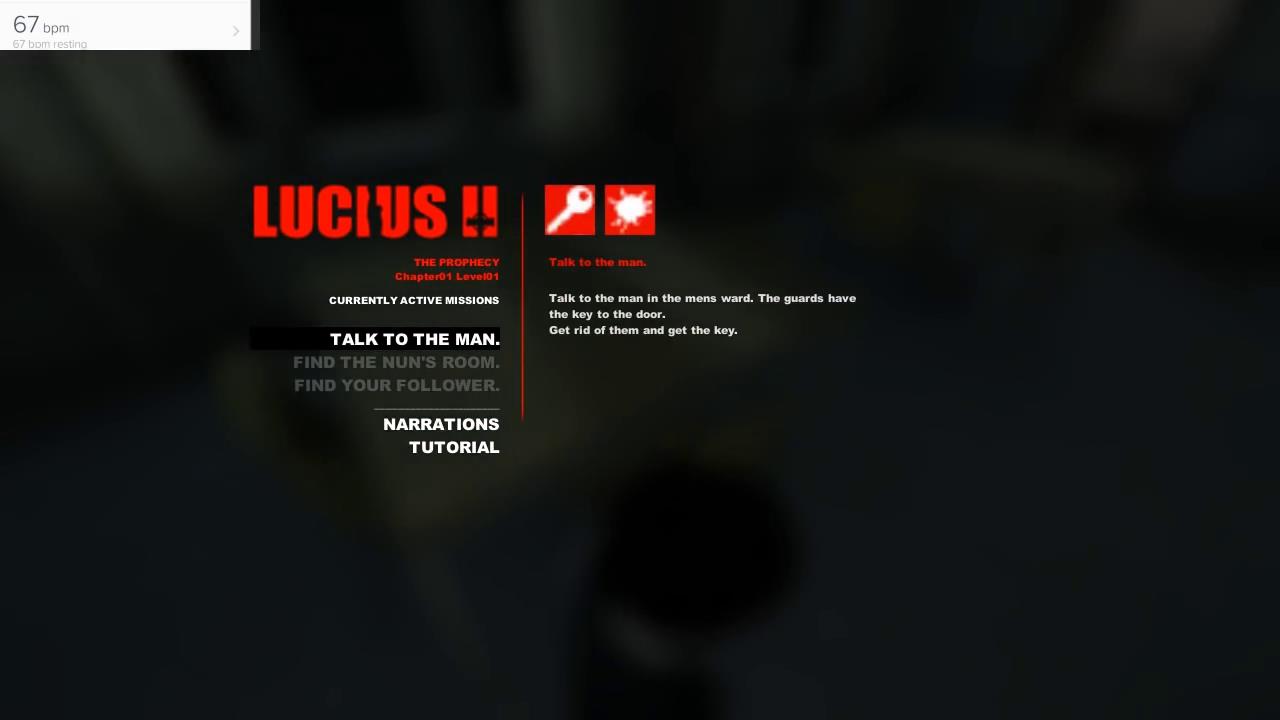 67 bpm
67 bpm resting
LUCIUS II
THE PROPHECY
Chapter01 Level01
CURRENTLY ACTIVE MISSIONS
TALK TO THE MAN.
FIND THE NUN'S ROOM.
FIND YOUR FOLLOWER.
NARRATIONS
TUTORIAL
Talk to the man.
Talk to the man in the mens ward. The guards have
the key to the door.
Get rid of them and get the key.